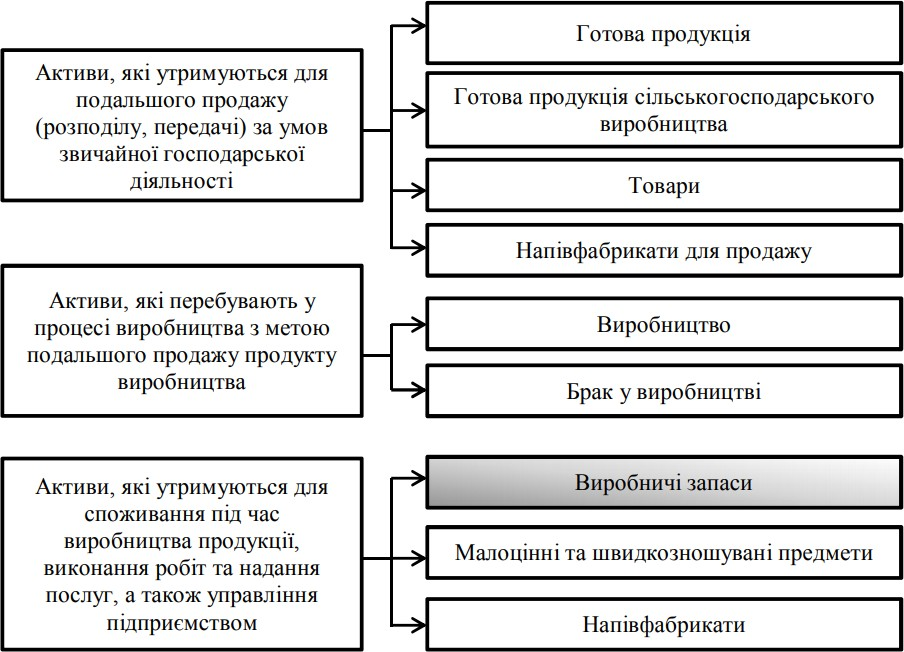 Активи, які утримуються для
подальшого продажу
(розподілу, передачі) за умов
звичайної господарської
діяльності
Готова продукція
Готова продукція сільськогосподарського
виробництва
Товари
Напівфабрикати для продажу
Активи, які перебувають у
процесі виробництва з метою
подальшого продажу продукту
виробництва
Виробництво
Брак у виробництві
Активи, які утримуються для
споживання під час
виробництва продукції,
виконання робіт та надання
послуг, а також управління
підприємством
Виробничі запаси
Малоцінні та швидкозношувані предмети
Напівфабрикати